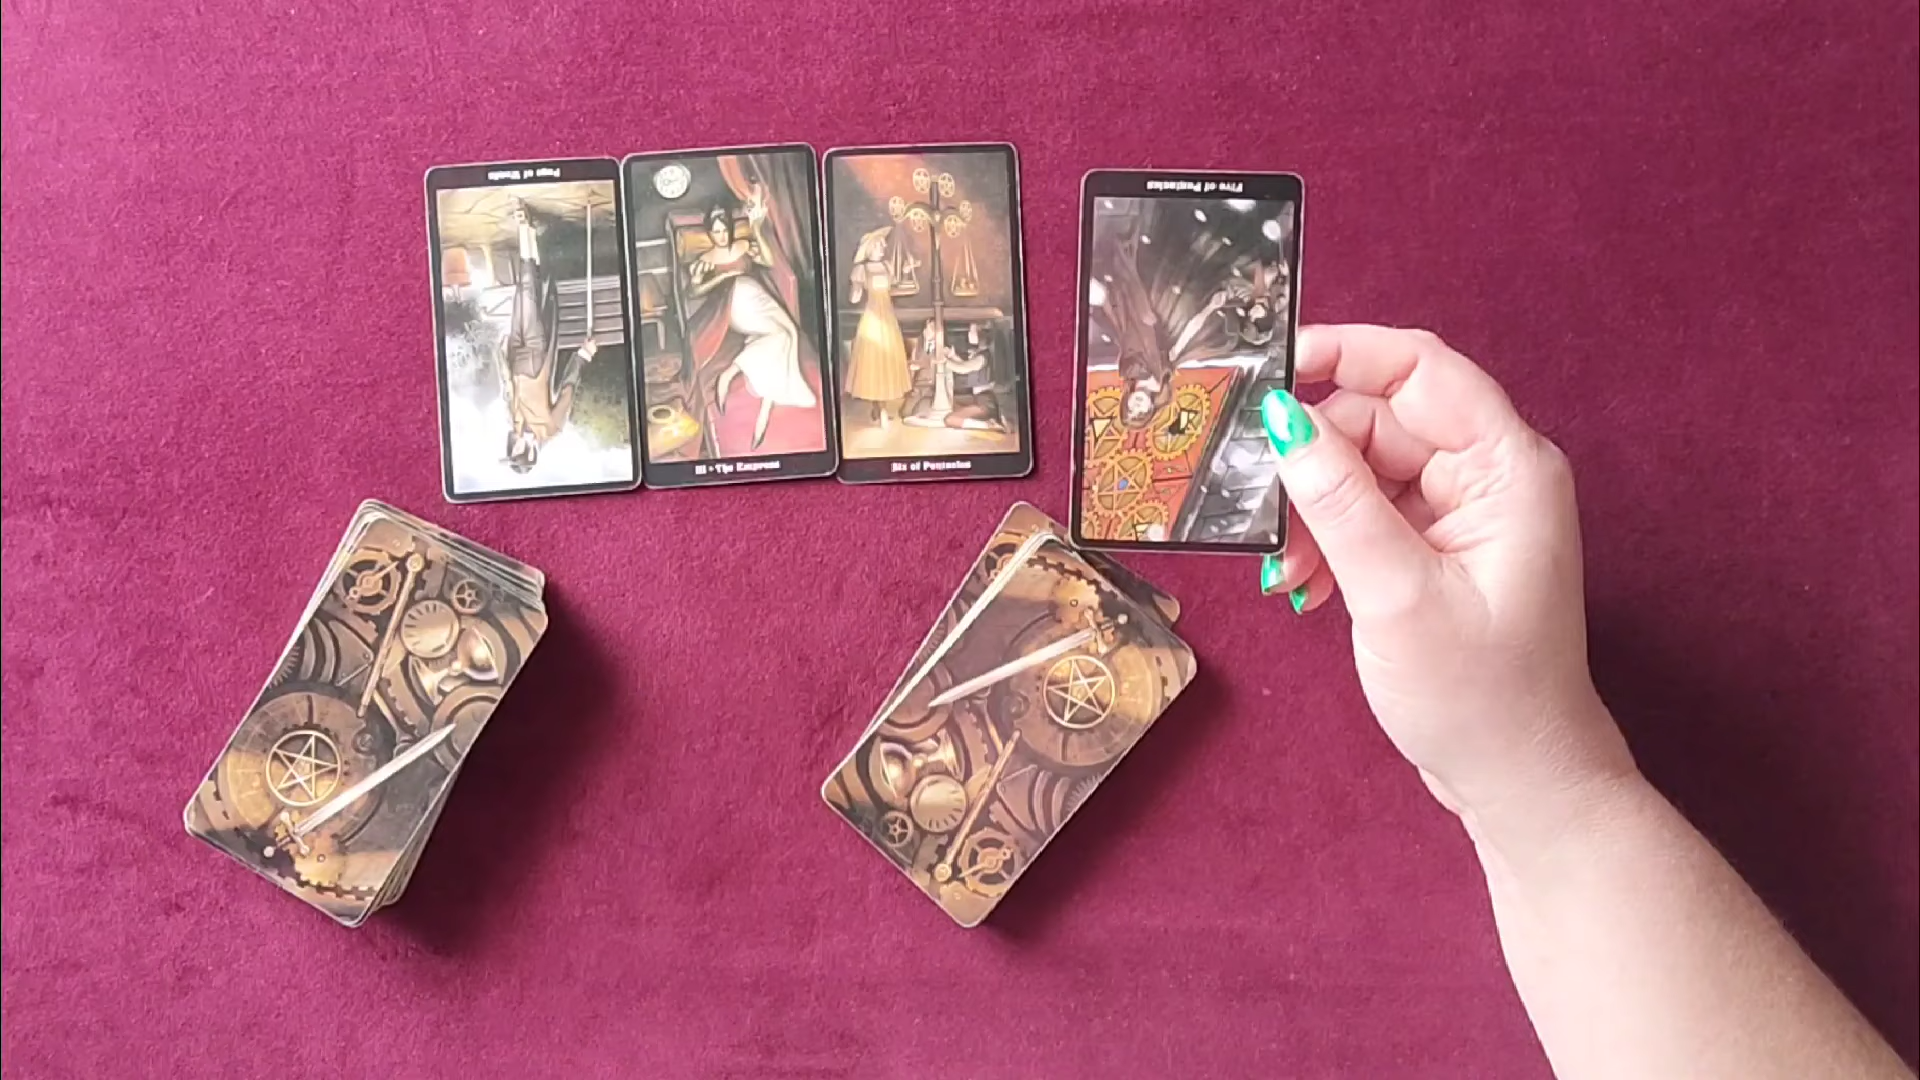 Page of Wands
III • The Empress
Six of Pentacles
Five of Pentacles